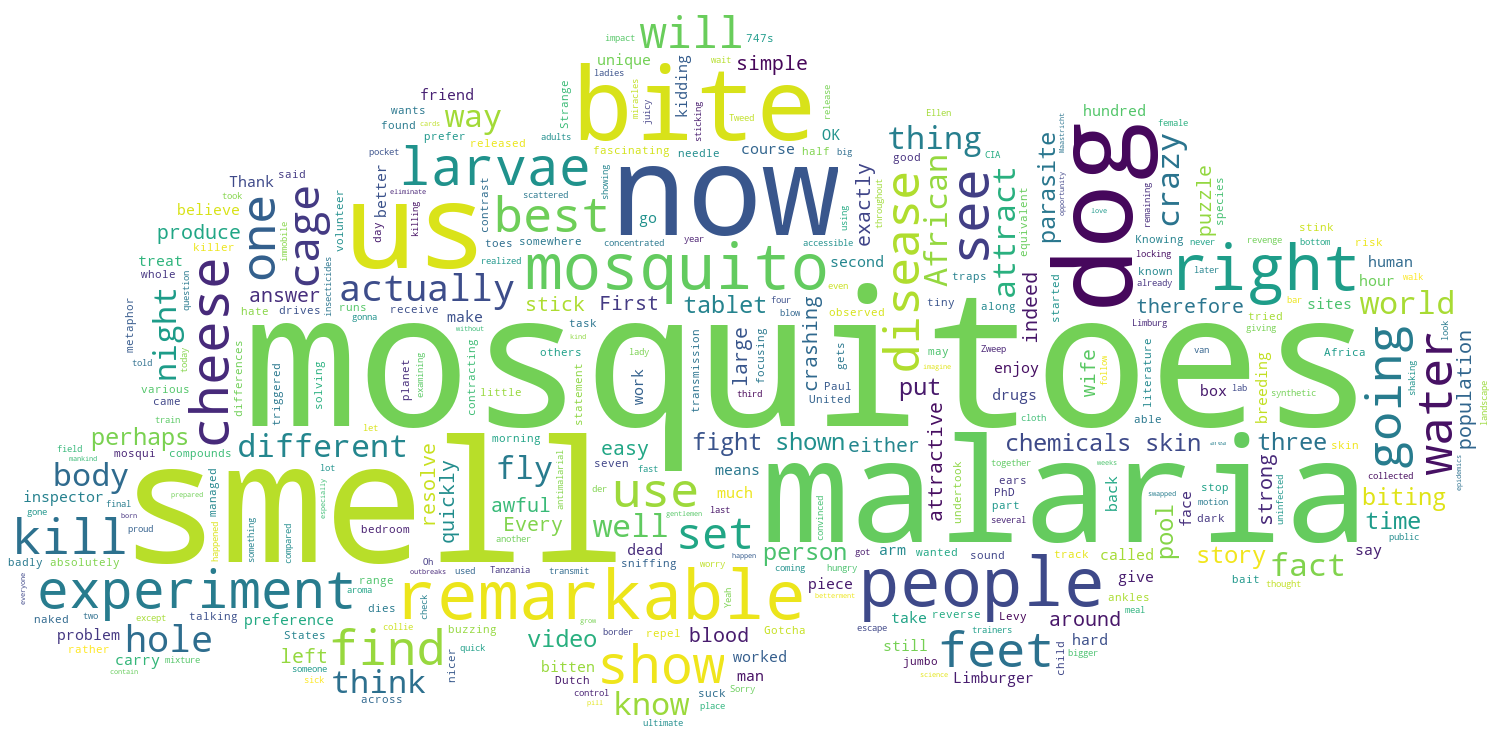 will
747s
impact
unique
wait
simple
ladies
bite
kidding
juicy
miracles
sticking
Tweed
release
friend
wants
way
found
cards
prefer
released
Strange
adults
fascinating
needle
course
half
big
OK
thing
good
Ellen
CIA
hundred
female
Maastricht
dog
crazy
parasite
puzzle
species
opportunity
love
remaining
Knowing
never
revenge
stink
bottom
locking
risk
known
already
later
walk
right
human
hour
bar
therefore
sites
started
tried
giving
world
look
Limburg
pocket
larvae
eliminate
Thank
said
took
day
better
killing
contrast
scattered
best
showing
go
now
using
exactly
throughout
disease
African
see
attract
equivalent
believe
killer
one
cage
volunteer
us
produce
immobile
born
toes
somewhere
concentrated
year
accessible
realized
second
traps
tiny
indeed
along
treat
whole
question
insecticides
actually
mosquito
answer
drives
runs
hate
gonna
receive
make
stick
First
tablet
four
even
blow
observed
crashing
metaphor
night
today
cheese
told
various
came
differences
mosquitoes
triggered
solving
planet
examining
contracting
without
kind
task
others
little
statement
work
lady
large
third
focusing
transmission
gets
Paul
United
may
Zweep
imagine
enjoy
drugs
put
box
lab
wife
follow
cloth
able
literature
van
shaking
breeding
synthetic
Africa
going
water
population
landscape
train
let
perhaps
field
mosqui
compounds
mankind
different
morning
easy
fight
shown
either
attractive
chemicals
skin
three
skin
collected
epidemics
body
inspector
gone
final
lot
prepared
especially
smell
resolve
quickly
fly
antimalarial
seven
fast
means
use
much
awful
Every
der
another
gentlemen
last
well
convinced
several
malaria
undertook
together
ears
PhD
part
weeks
back
swapped
stop
motion
dark
face
strong
uninfected
biting
pool
time
public
kill
proud
managed
happened
something
compared
bedroom
badly
absolutely
Oh
outbreaks
used
Tanzania
transmit
dead
sniffing
set
happen
worry
person
got
coming
hungry
arm
wanted
sound
track
called
story
thought
bait
say
fact
everyone
experiment
range
aroma
dies
check
remarkable
grow
Yeah
piece
betterment
people
give
ankles
meal
around
naked
two
except
talking
preference
collie
buzzing
quick
border
repel
Gotcha
take
reverse
Levy
escape
trainers
problem
rather
hole
States
left
find
video
blood
still
feet
hard
bigger
child
carry
mixture
contain
someone
sick
think
nicer
bitten
Dutch
show
worked
man
jumbo
science
Limburger
across
control
pill
know
Sorry
suck
place
ultimate